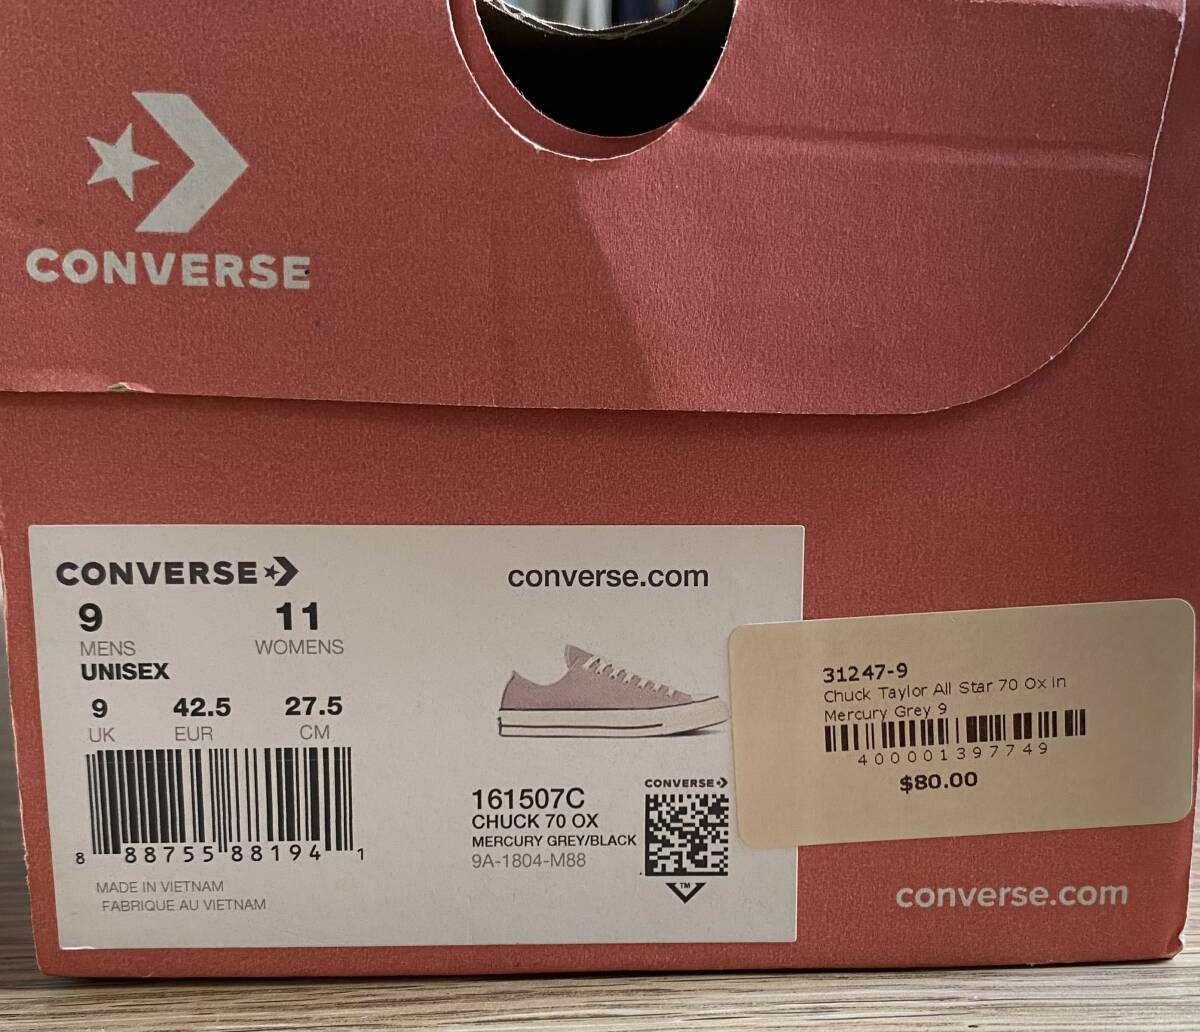 CONVERSE
CONVERSE
converse.com
9 11
MENS WOMENS
UNISEX
9 42.5 27.5
UK EUR CM
8 88755 88194 1
MADE IN VIETNAM
FABRIQUE AU VIETNAM
161507C
CHUCK 70 OX
MERCURY GREY/BLACK
9A-1804-M88
CONVERSE
TM
31247-9
Chuck Taylor All Star 70 Ox in
Mercury Grey 9
400001397749
$80.00
converse.com